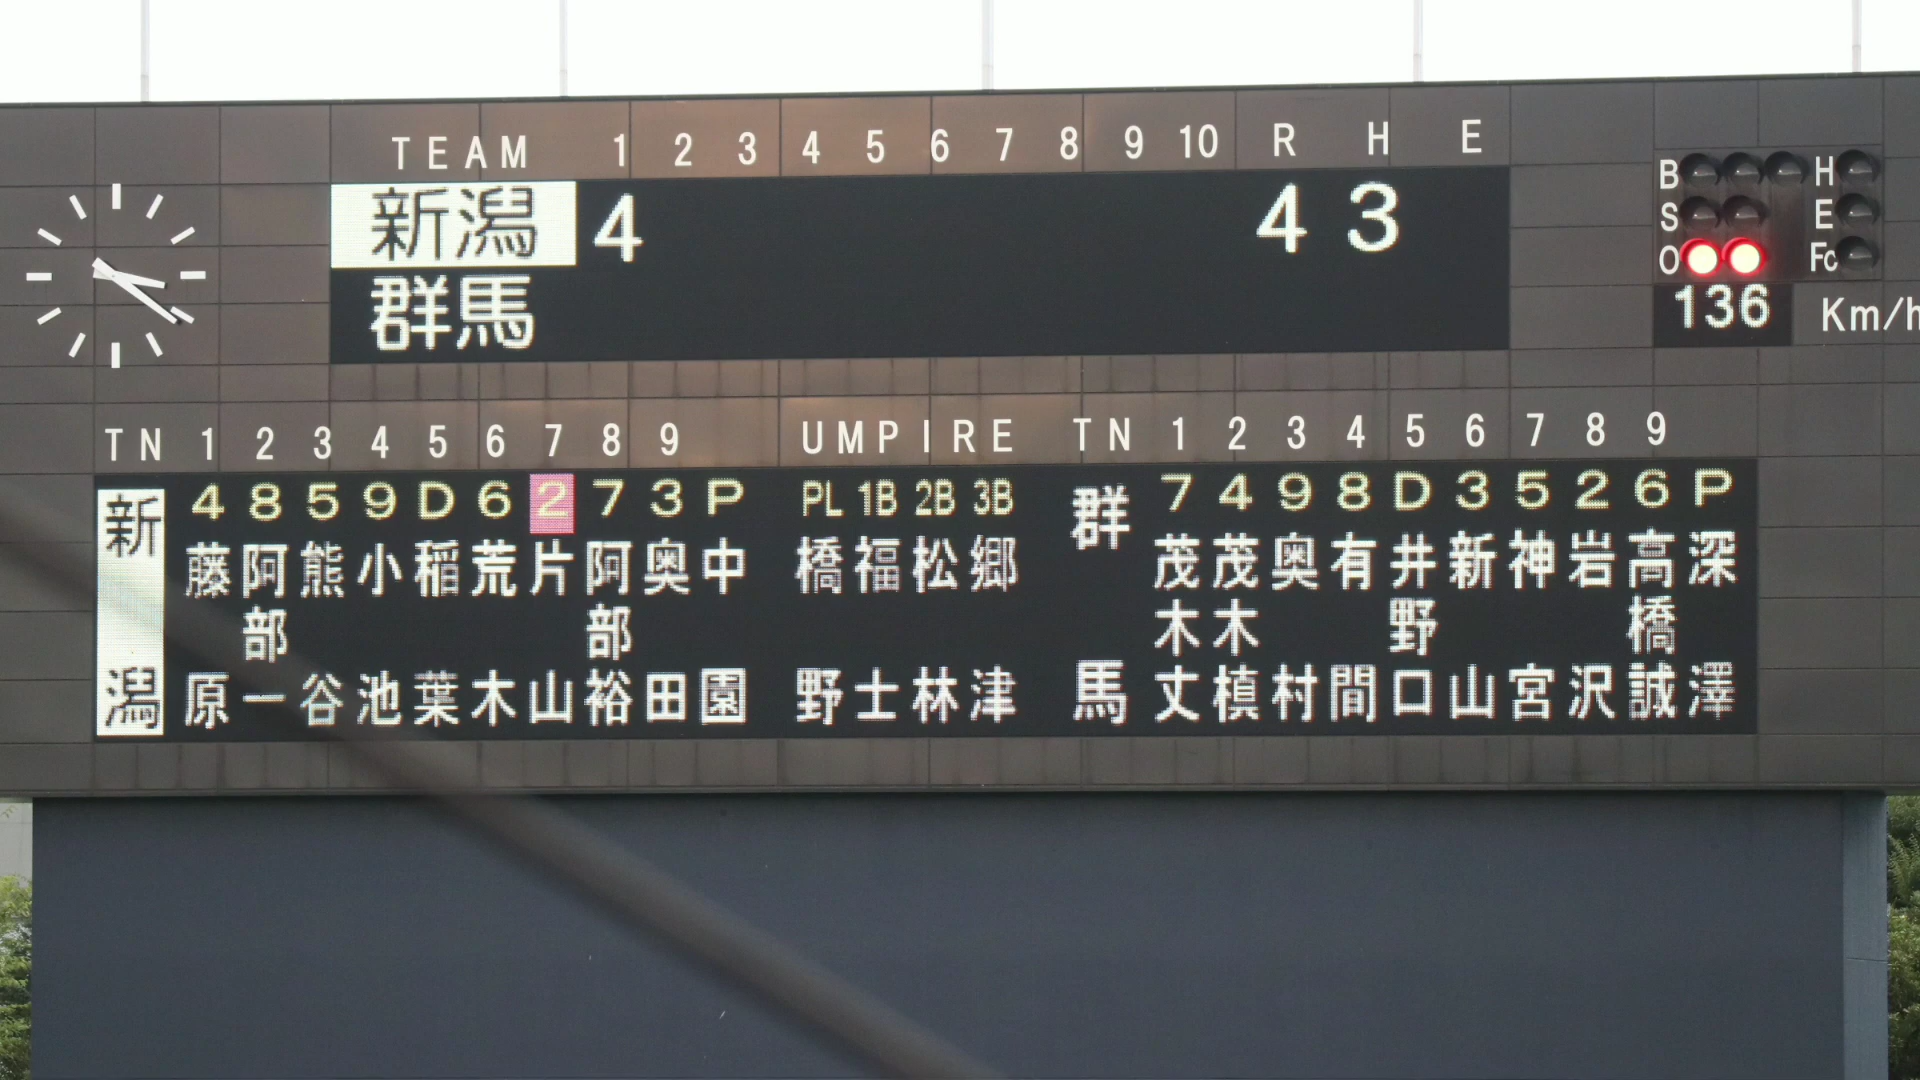 TEAM 1 2 3 4 5 6 7 8 9 10 R H E
新潟 4 4 3
群馬
B H
S E
O Fc
136 Km/h
TN 1 2 3 4 5 6 7 8 9 UMPIRE TN 1 2 3 4 5 6 7 8 9
4 8 5 9 D 6 2 7 3 P PL 1B 2B 3B 7 4 9 8 D 3 5 2 6 P
新潟
藤原
阿部一
熊谷
小池
稲葉
荒木
片山
阿部裕
奥田
中園
橋野
福士
松林
郷津
群馬
茂木丈
茂木槙
奥村
有間
井野口
新山
神宮
岩沢
高橋誠
深澤